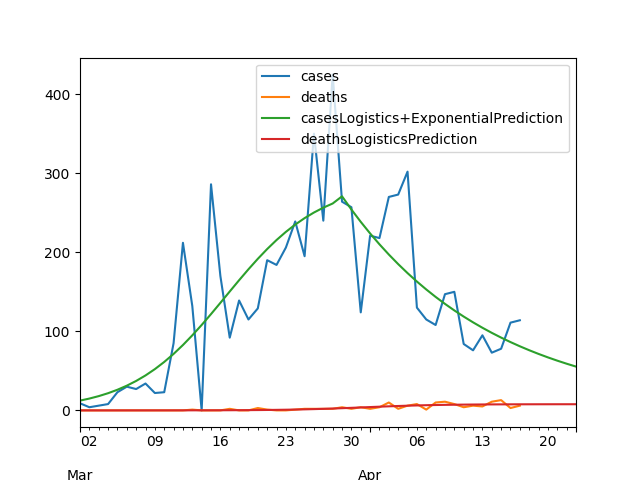 cases
deaths
casesLogistics+ExponentialPrediction
deathsLogisticsPrediction
400
300
200
100
0
02 09 16 23 30 06 13 20
Mar Apr